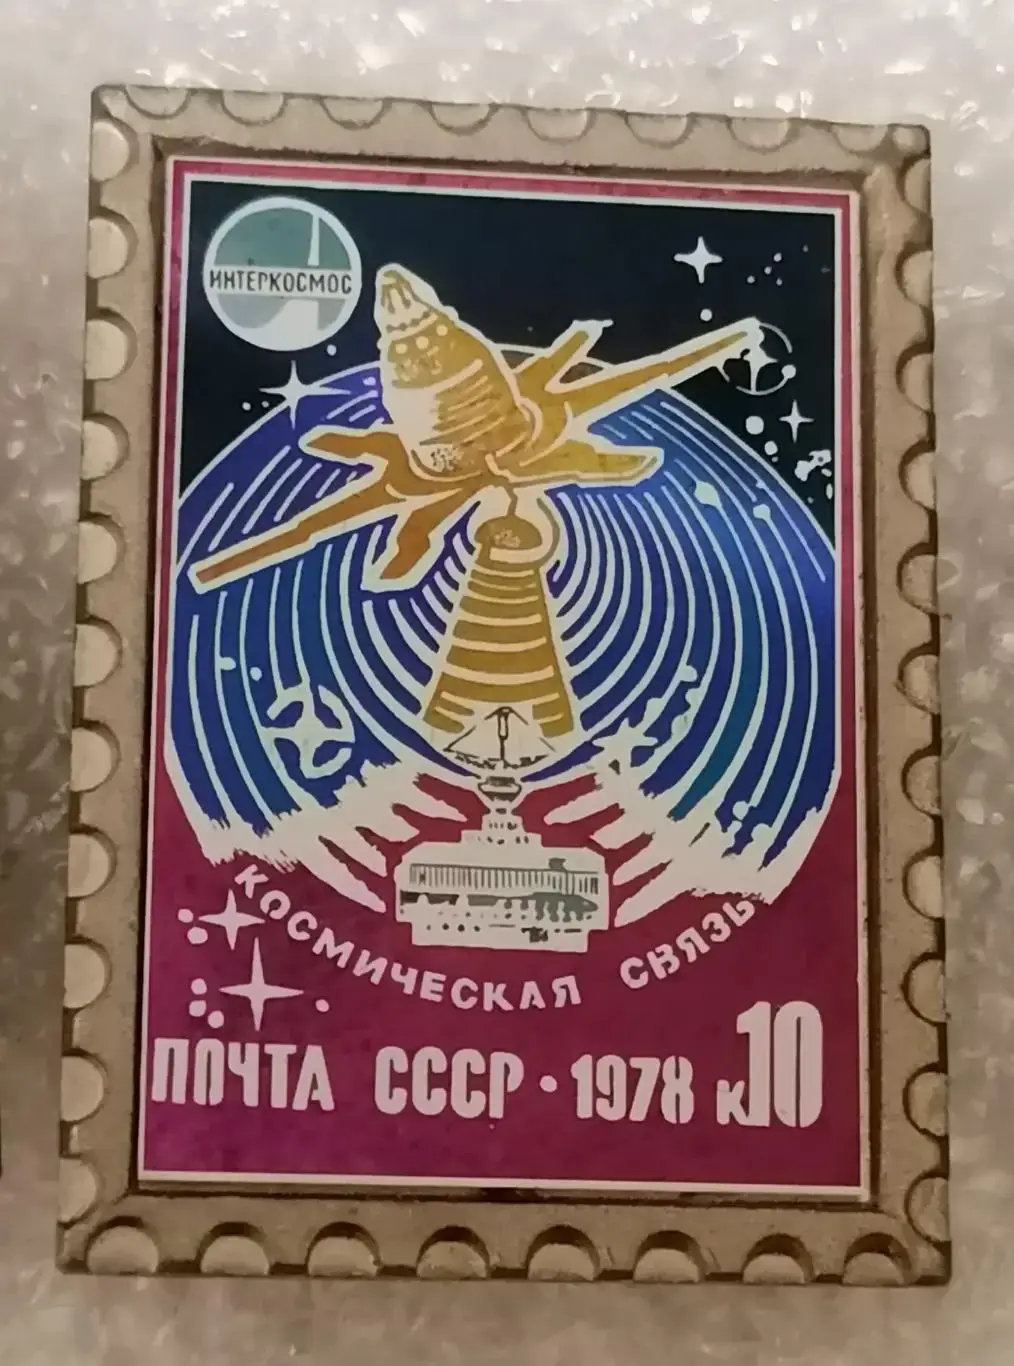 ИНТЕРКОСМОС
КОСМИЧЕСКАЯ СВЯЗЬ
ПОЧТА СССР • 1978 к10